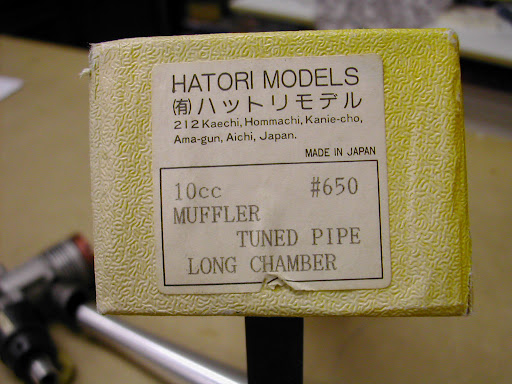 HATORI MODELS
㈲ハットリモデル
212 Kaechi, Hommachi, Kanie-cho,
Ama-gun, Aichi, Japan.
MADE IN JAPAN
10cc #650
MUFFLER
TUNED PIPE
LONG CHAMBER